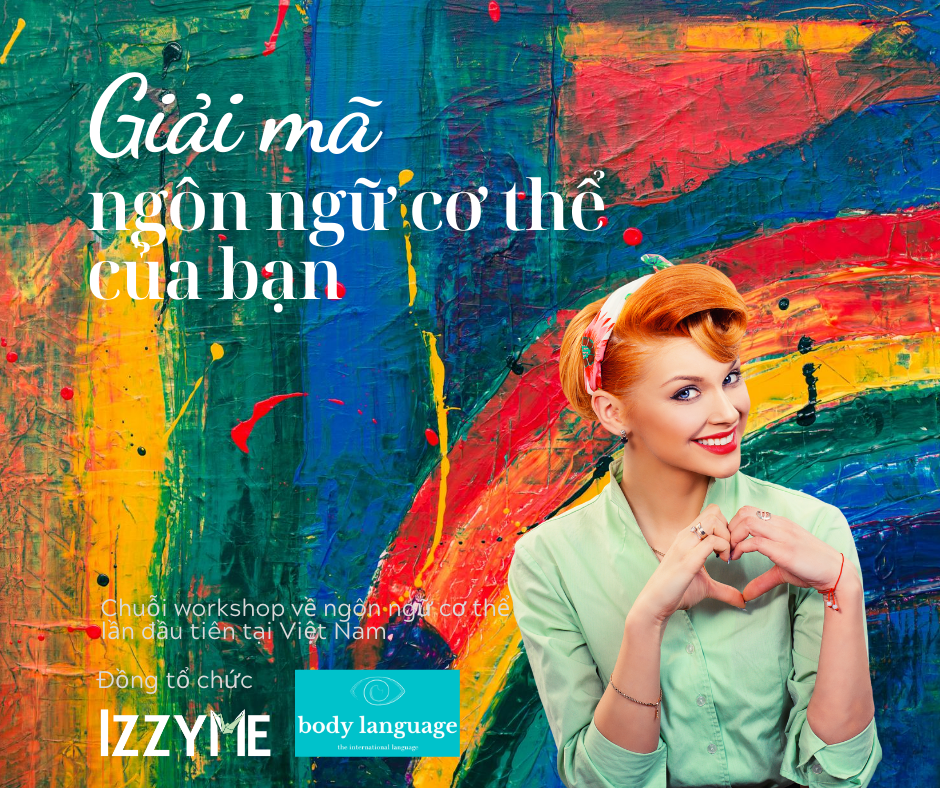 Giải mã
ngôn ngữ cơ thể
của bạn
Chuỗi workshop về ngôn ngữ cơ thể
lần đầu tiên tại Việt Nam.
Đồng tổ chức
IZZYME
body language
the international language